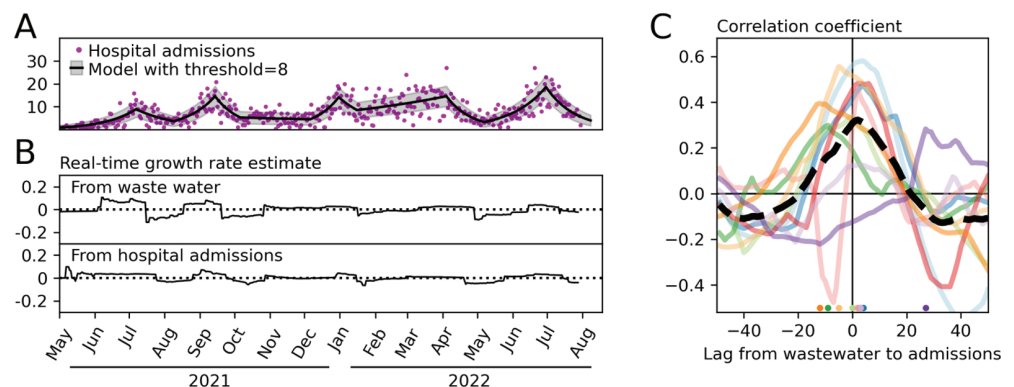 A
Hospital admissions
Model with threshold=8
30
20
10
B
Real-time growth rate estimate
From waste water
0.2
0
-0.2
From hospital admissions
0.2
0
-0.2
May Jun Jul Aug Sep Oct Nov Dec Jan Feb Mar Apr May Jun Jul Aug
2021 2022
C
Correlation coefficient
0.6
0.4
0.2
0.0
−0.2
−0.4
−40 −20 0 20 40
Lag from wastewater to admissions